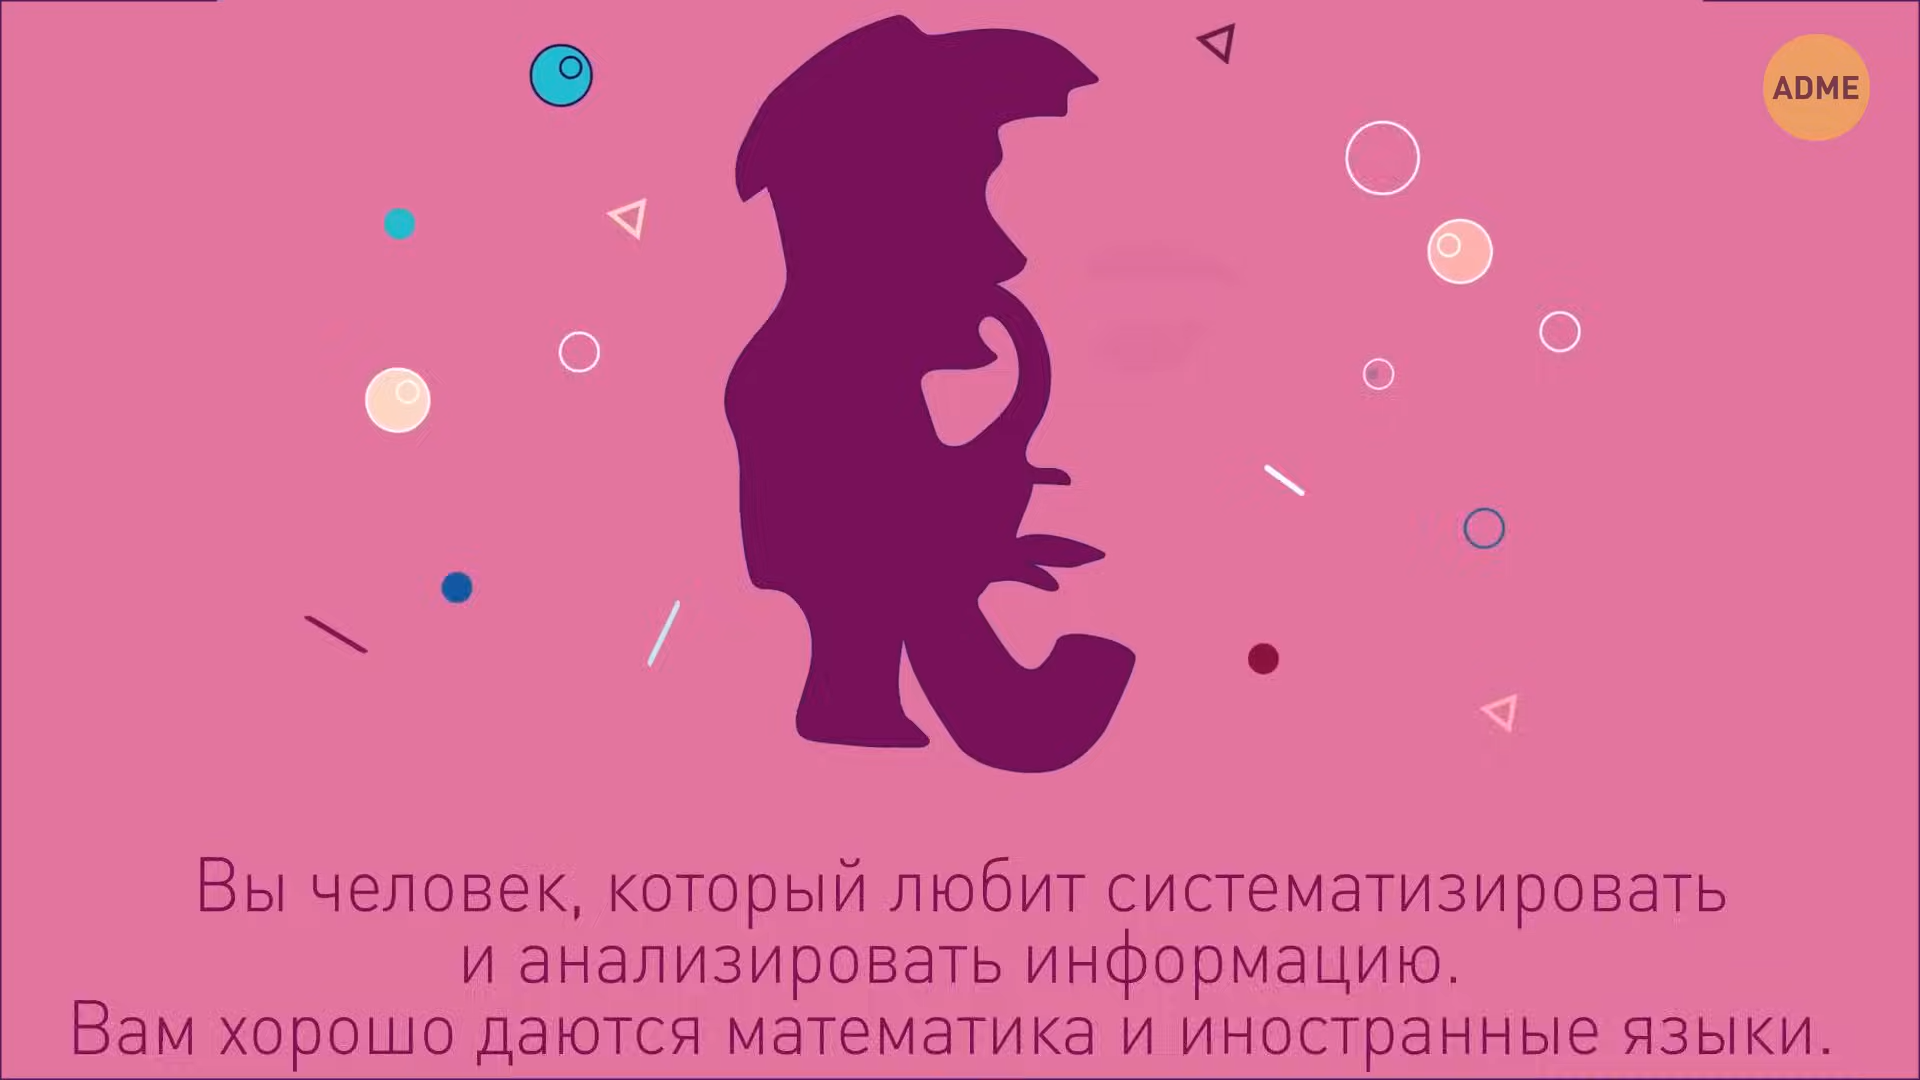 ADME
Вы человек, который любит систематизировать
и анализировать информацию.
Вам хорошо даются математика и иностранные языки.